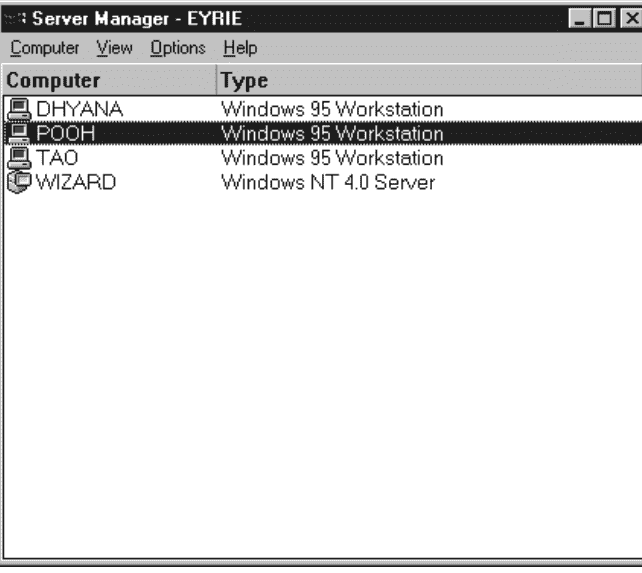 Server Manager - EYRIE
Computer View Options Help
Computer Type
DHYANA Windows 95 Workstation
POOH Windows 95 Workstation
TAO Windows 95 Workstation
WIZARD Windows NT 4.0 Server